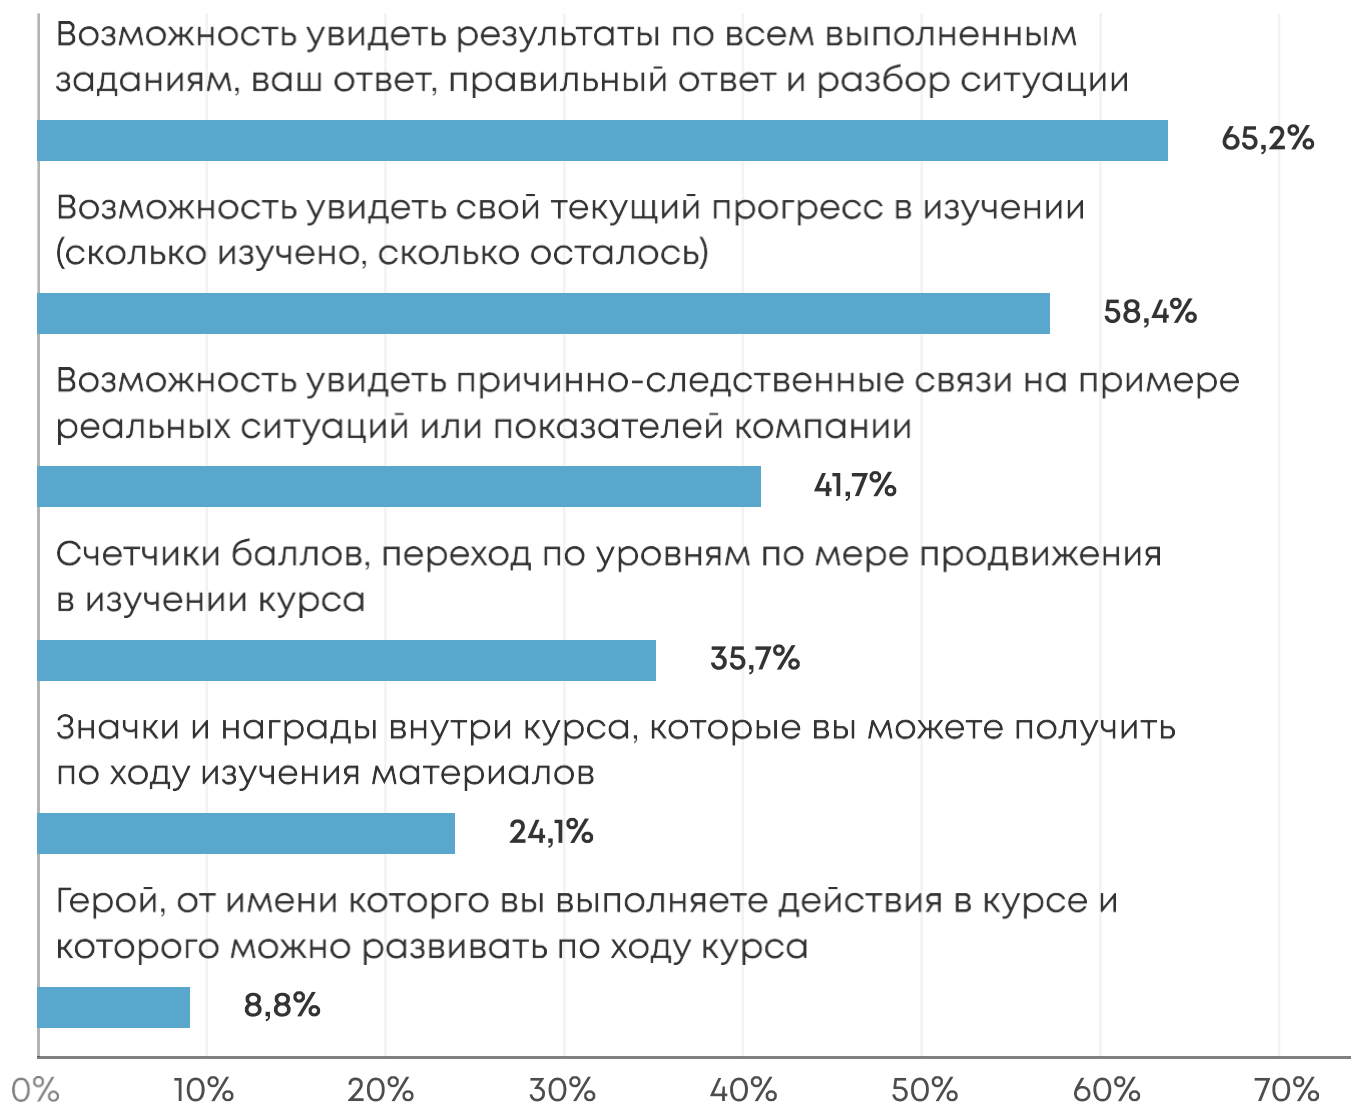 Возможность увидеть результаты по всем выполненным
заданиям, ваш ответ, правильный ответ и разбор ситуации
65,2%
Возможность увидеть свой текущий прогресс в изучении
(сколько изучено, сколько осталось)
58,4%
Возможность увидеть причинно-следственные связи на примере
реальных ситуаций или показателей компании
41,7%
Счетчики баллов, переход по уровням по мере продвижения
в изучении курса
35,7%
Значки и награды внутри курса, которые вы можете получить
по ходу изучения материалов
24,1%
Герой, от имени которго вы выполняете действия в курсе и
которого можно развивать по ходу курса
8,8%
0% 10% 20% 30% 40% 50% 60% 70%